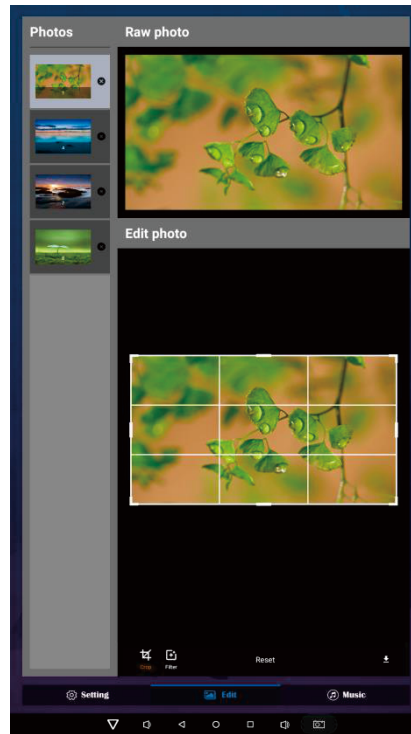 Photos
Raw photo
Edit photo
Crop
Filter
Reset
Setting
Edit
Music